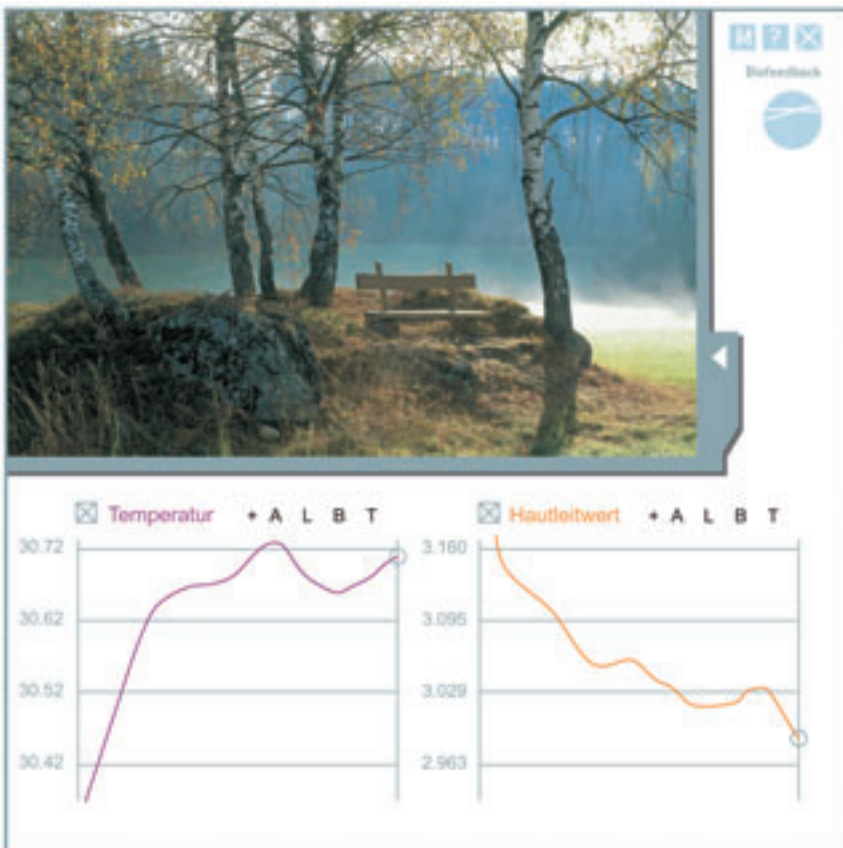 M ? X
Biofeedback
Temperatur + A L B T
30.72
30.62
30.52
30.42
Hautleitwert + A L B T
3.160
3.095
3.029
2.963